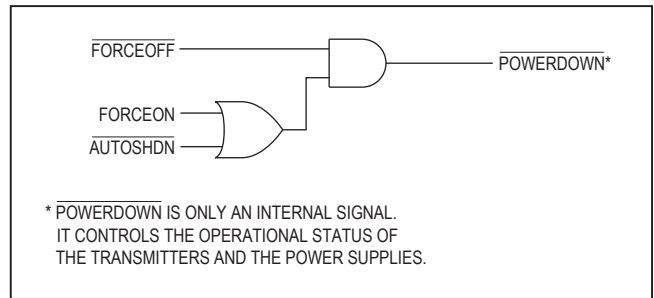 FORCEOFF
POWERDOWN*
FORCEON
AUTOSHDN
* POWERDOWN IS ONLY AN INTERNAL SIGNAL.
IT CONTROLS THE OPERATIONAL STATUS OF
THE TRANSMITTERS AND THE POWER SUPPLIES.